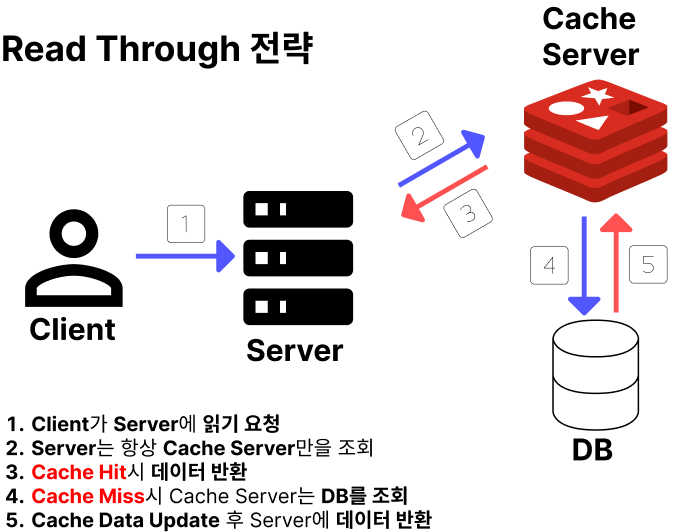 Read Through 전략
Cache
Server
2
3
1
4
5
Client
Server
DB
1. Client가 Server에 읽기 요청
2. Server는 항상 Cache Server만을 조회
3. Cache Hit시 데이터 반환
4. Cache Miss시 Cache Server는 DB를 조회
5. Cache Data Update 후 Server에 데이터 반환